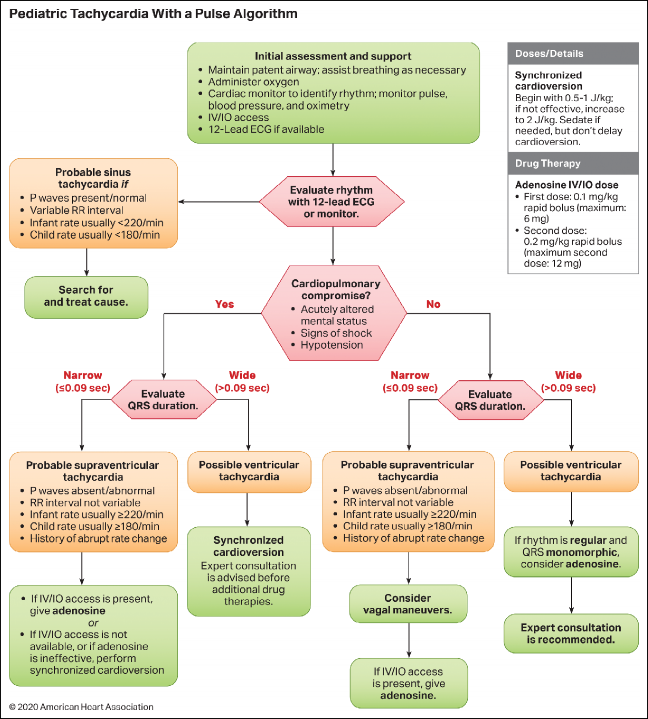 Pediatric Tachycardia With a Pulse Algorithm
Initial assessment and support
• Maintain patent airway; assist breathing as necessary
• Administer oxygen
• Cardiac monitor to identify rhythm; monitor pulse,
blood pressure, and oximetry
• IV/IO access
• 12-Lead ECG if available
Doses/Details
Synchronized
cardioversion
Begin with 0.5-1 J/kg;
if not effective, increase
to 2 J/kg. Sedate if
needed, but don't delay
cardioversion.
Drug Therapy
Adenosine IV/IO dose
• First dose: 0.1 mg/kg
rapid bolus (maximum:
6 mg)
• Second dose:
0.2 mg/kg rapid bolus
(maximum second
dose: 12 mg)
Probable sinus
tachycardia if
• P waves present/normal
• Variable RR interval
• Infant rate usually <220/min
• Child rate usually <180/min
Evaluate rhythm
with 12-lead ECG
or monitor.
Search for
and treat cause.
Cardiopulmonary
compromise?
• Acutely altered
mental status
• Signs of shock
• Hypotension
Yes
No
Narrow
(≤0.09 sec)
Wide
(>0.09 sec)
Evaluate
QRS duration.
Narrow
(≤0.09 sec)
Wide
(>0.09 sec)
Evaluate
QRS duration.
Probable supraventricular
tachycardia
• P waves absent/abnormal
• RR interval not variable
• Infant rate usually ≥220/min
• Child rate usually ≥180/min
• History of abrupt rate change
Possible ventricular
tachycardia
Probable supraventricular
tachycardia
• P waves absent/abnormal
• RR interval not variable
• Infant rate usually ≥220/min
• Child rate usually ≥180/min
• History of abrupt rate change
Possible ventricular
tachycardia
Synchronized
cardioversion
Expert consultation
is advised before
additional drug
therapies.
If rhythm is regular and
QRS monomorphic,
consider adenosine.
• If IV/IO access is present,
give adenosine
or
• If IV/IO access is not
available, or if adenosine
is ineffective, perform
synchronized cardioversion
Consider
vagal maneuvers.
Expert consultation
is recommended.
If IV/IO access
is present, give
adenosine.
© 2020 American Heart Association